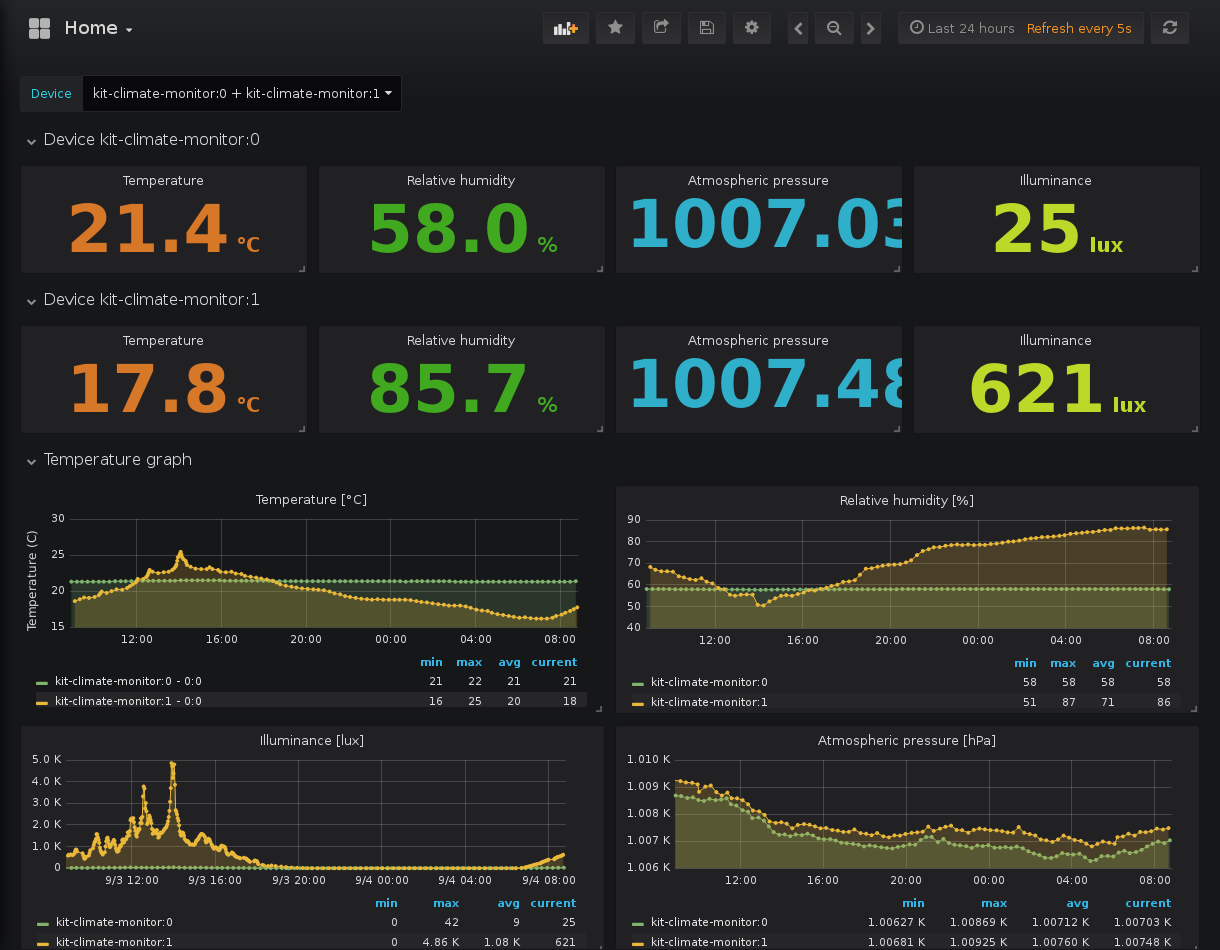 Home
Last 24 hours Refresh every 5s
Device kit-climate-monitor:0 + kit-climate-monitor:1
Device kit-climate-monitor:0
Temperature Relative humidity Atmospheric pressure Illuminance
21.4 °C 58.0 % 1007.03 25 lux
Device kit-climate-monitor:1
Temperature Relative humidity Atmospheric pressure Illuminance
17.8 °C 85.7 % 1007.48 621 lux
Temperature graph
Temperature [°C]
Temperature (C)
30
25
20
15
12:00 16:00 20:00 00:00 04:00 08:00
min max avg current
kit-climate-monitor:0 - 0:0 21 22 21 21
kit-climate-monitor:1 - 0:0 16 25 20 18
Relative humidity [%]
90
80
70
60
50
40
12:00 16:00 20:00 00:00 04:00 08:00
min max avg current
kit-climate-monitor:0 58 58 58 58
kit-climate-monitor:1 51 87 71 86
Illuminance [lux]
5.0 K
4.0 K
3.0 K
2.0 K
1.0 K
0
9/3 12:00 9/3 16:00 9/3 20:00 9/4 00:00 9/4 04:00 9/4 08:00
min max avg current
kit-climate-monitor:0 0 42 9 25
kit-climate-monitor:1 0 4.86 K 1.08 K 621
Atmospheric pressure [hPa]
1.010 K
1.009 K
1.008 K
1.007 K
1.006 K
12:00 16:00 20:00 00:00 04:00 08:00
min max avg current
kit-climate-monitor:0 1.00627 K 1.00869 K 1.00712 K 1.00703 K
kit-climate-monitor:1 1.00681 K 1.00925 K 1.00760 K 1.00748 K